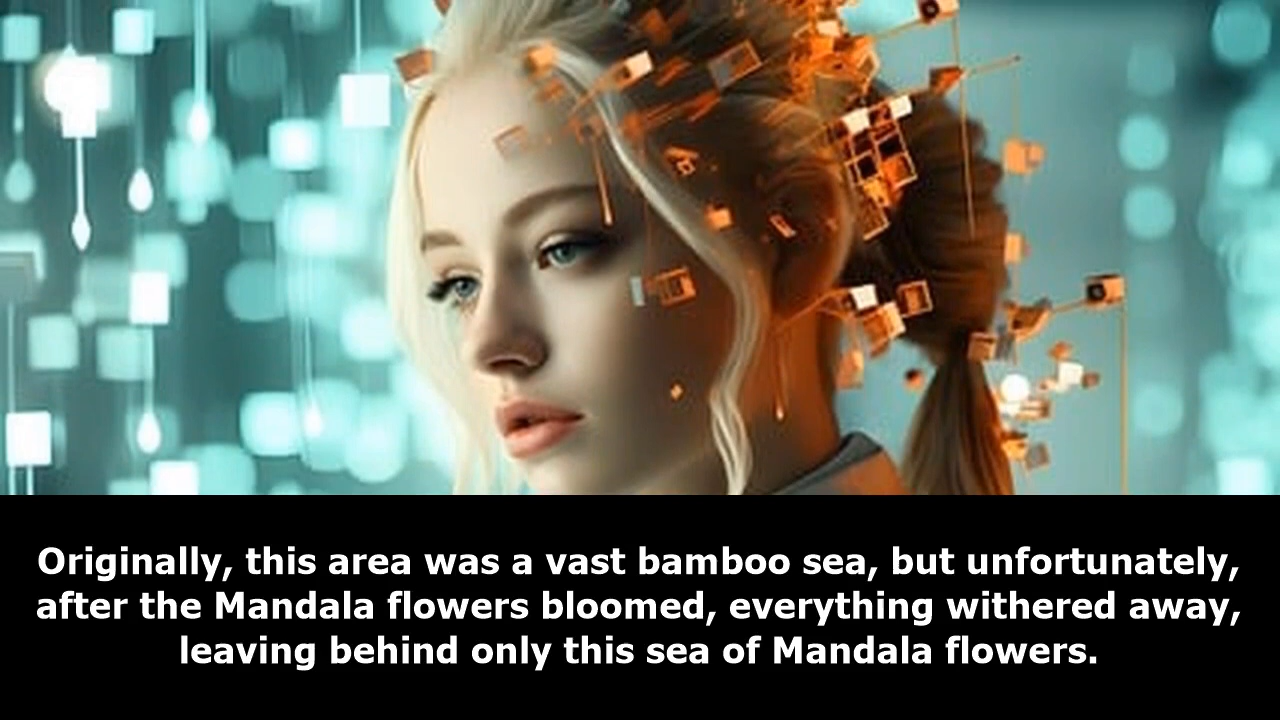 Originally, this area was a vast bamboo sea, but unfortunately,
after the Mandala flowers bloomed, everything withered away,
leaving behind only this sea of Mandala flowers.